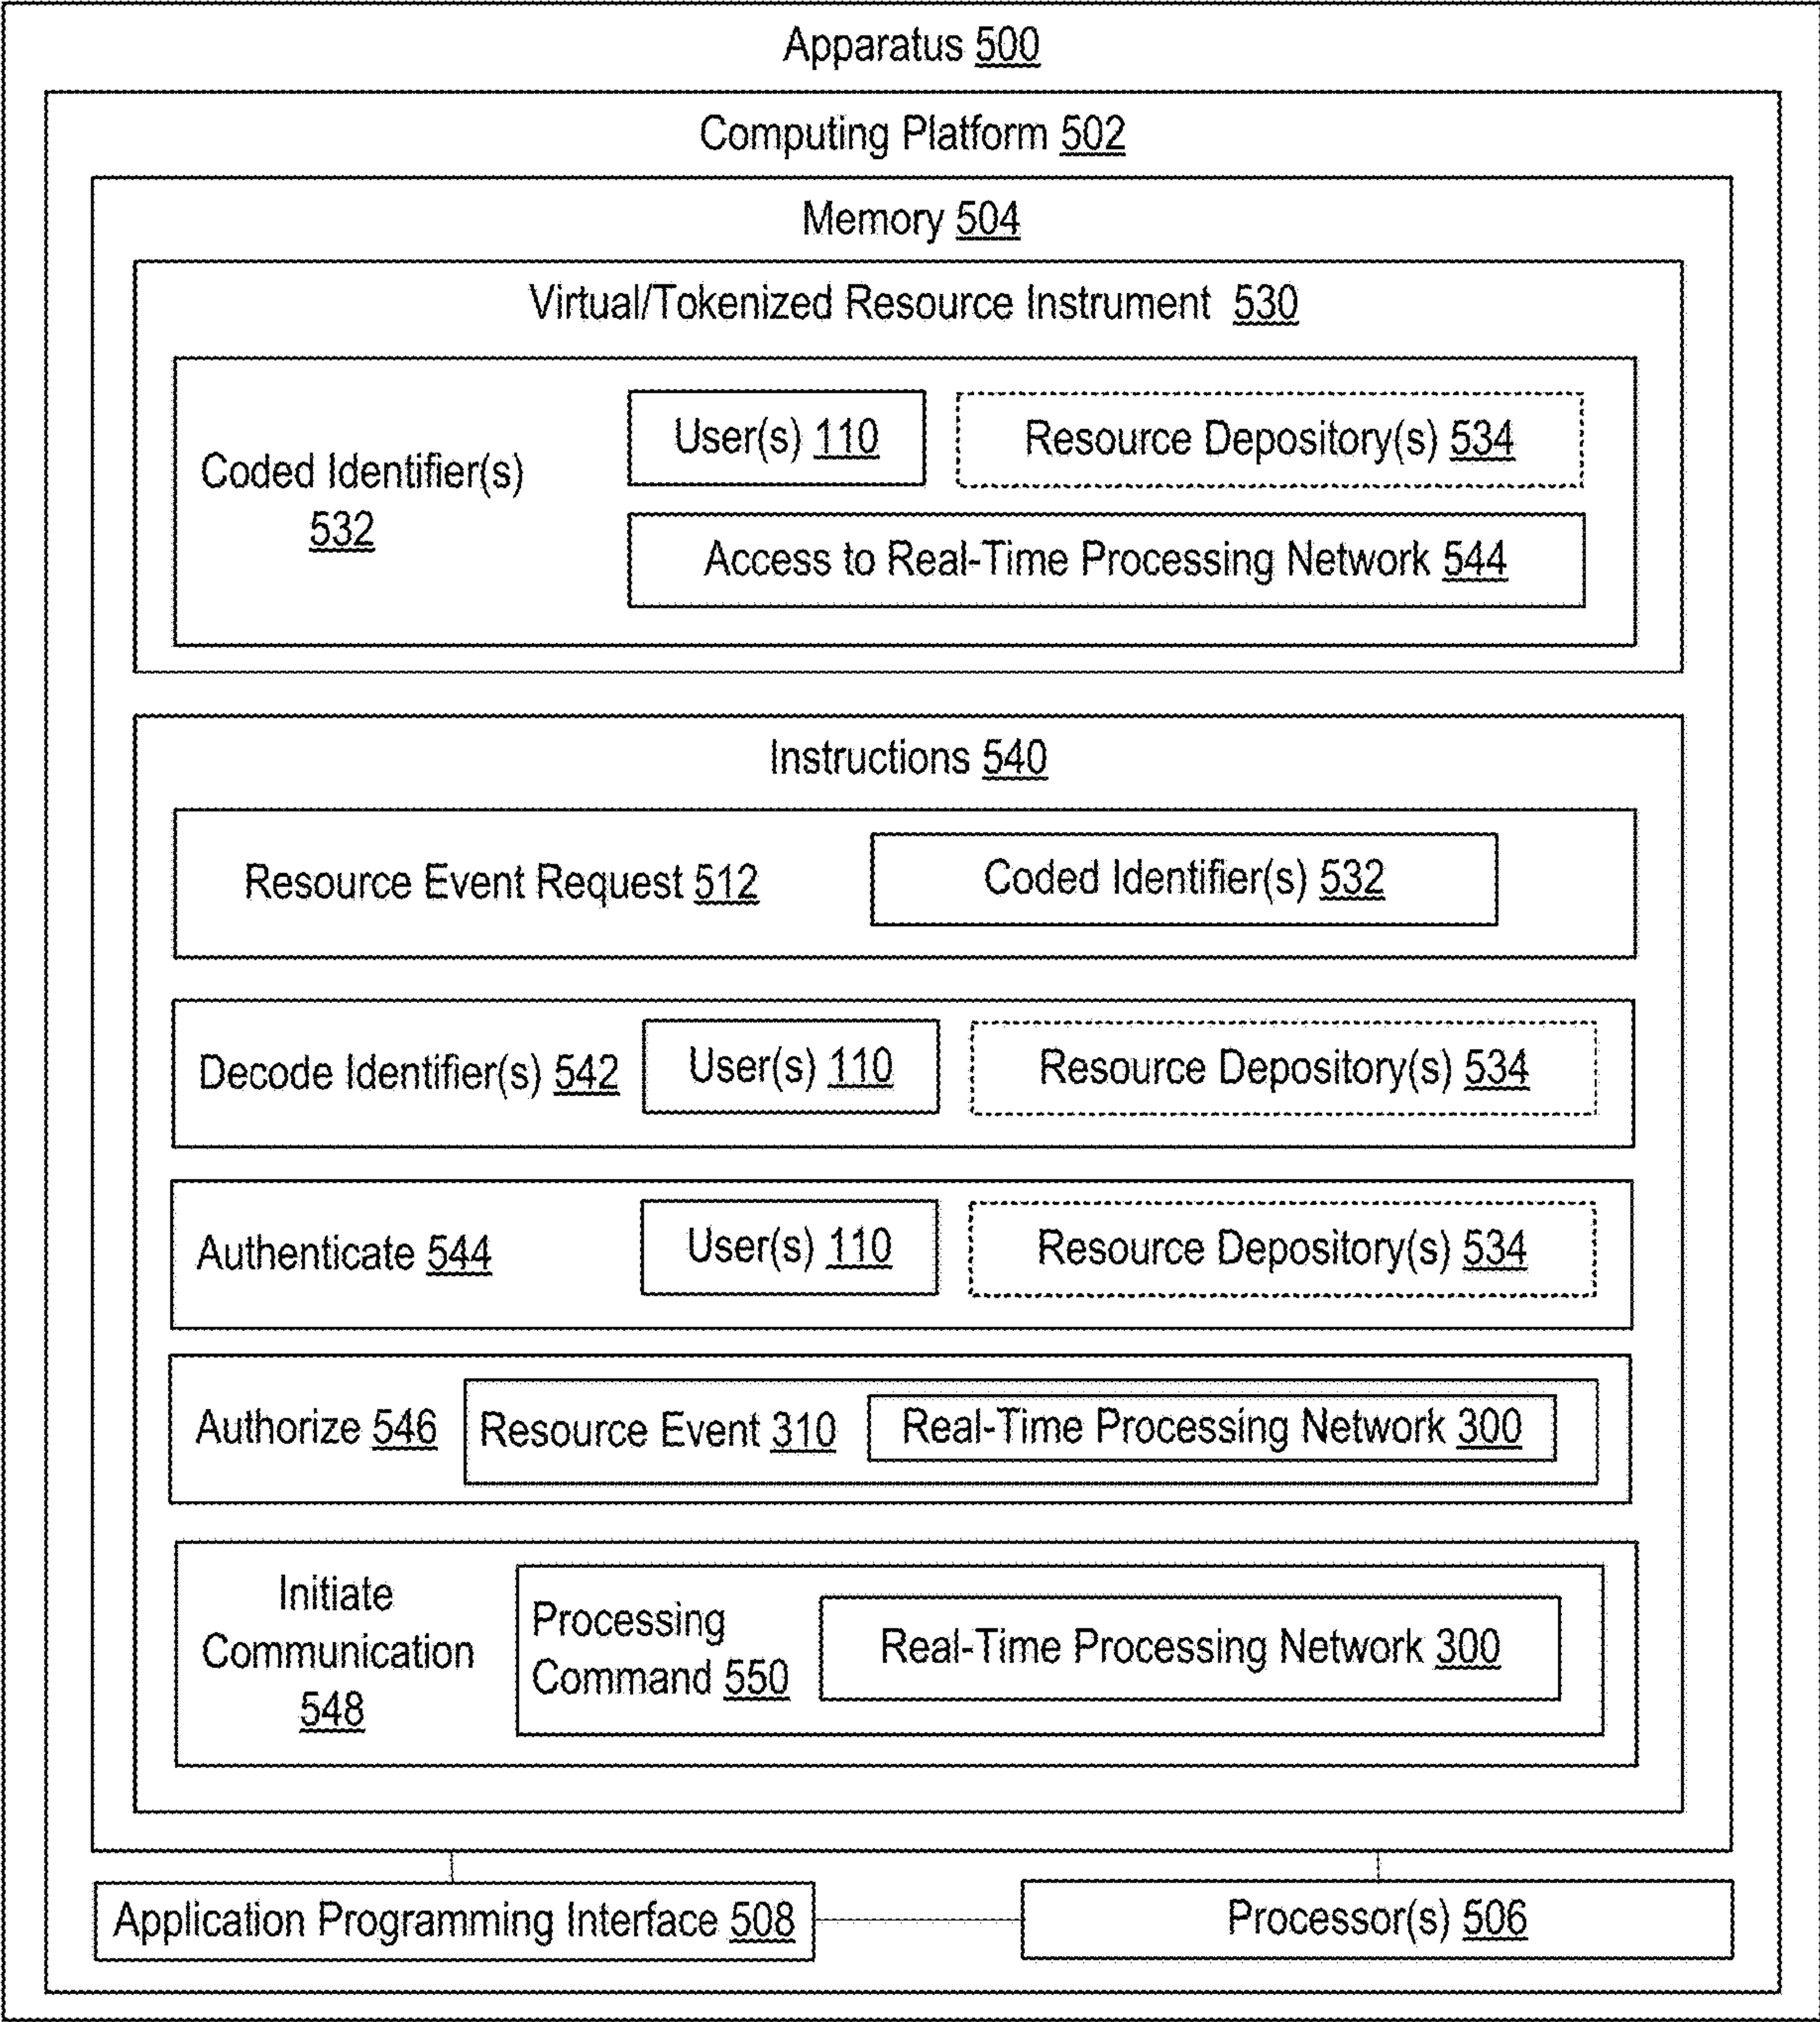 Apparatus 500
Computing Platform 502
Memory 504
Virtual/Tokenized Resource Instrument 530
Coded Identifier(s)
532
User(s) 110
Resource Depository(s) 534
Access to Real-Time Processing Network 544
Instructions 540
Resource Event Request 512
Coded Identifier(s) 532
Decode Identifier(s) 542
User(s) 110
Resource Depository(s) 534
Authenticate 544
User(s) 110
Resource Depository(s) 534
Authorize 546
Resource Event 310
Real-Time Processing Network 300
Initiate
Communication
548
Processing
Command 550
Real-Time Processing Network 300
Application Programming Interface 508
Processor(s) 506